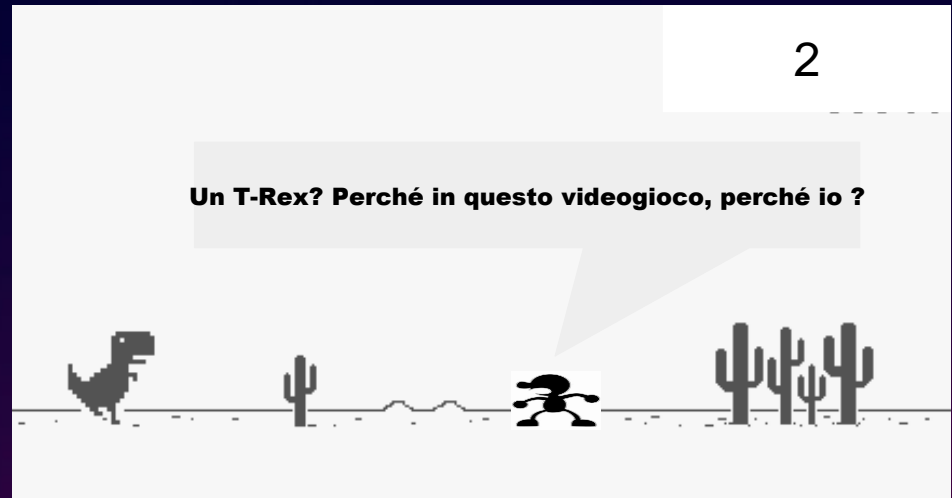 2
Un T-Rex? Perché in questo videogioco, perché io ?